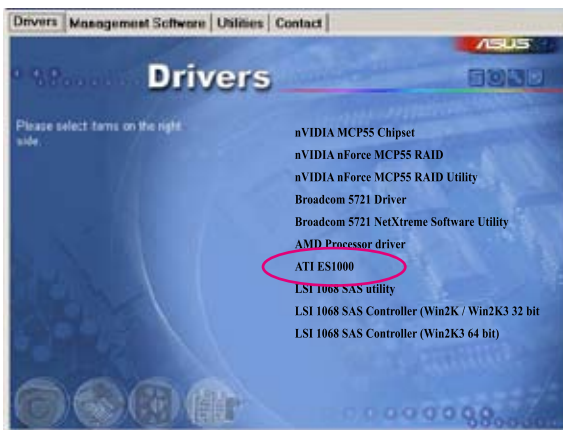 Drivers Management Software Utilities Contact
ASUS
Drivers
Please select items on the right
side.
nVIDIA MCP55 Chipset
nVIDIA nForce MCP55 RAID
nVIDIA nForce MCP55 RAID Utility
Broadcom 5721 Driver
Broadcom 5721 NetXtreme Software Utility
AMD Processor driver
ATI ES1000
LSI 1068 SAS utility
LSI 1068 SAS Controller (Win2K / Win2K3 32 bit
LSI 1068 SAS Controller (Win2K3 64 bit)